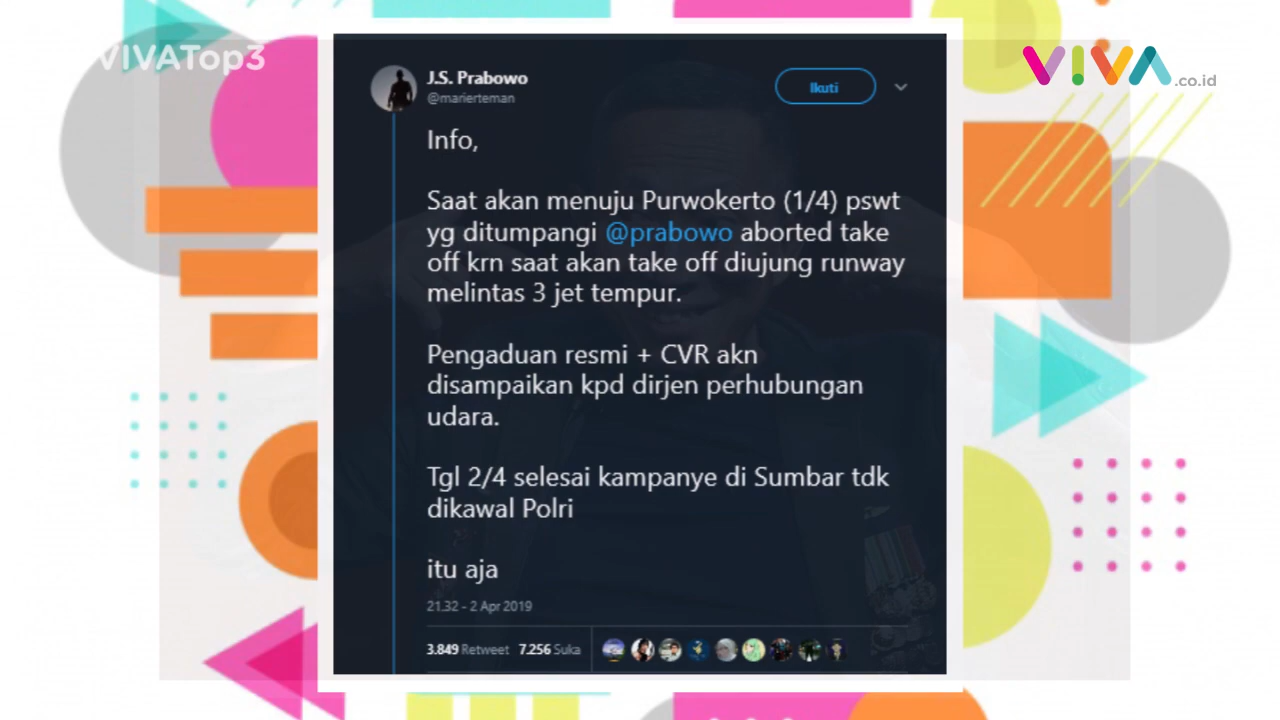 VIVATop3
VIVA.co.id
J.S. Prabowo
@marierteman
Ikuti
Info,
Saat akan menuju Purwokerto (1/4) pswt
yg ditumpangi @prabowo aborted take
off krn saat akan take off diujung runway
melintas 3 jet tempur.
Pengaduan resmi + CVR akn
disampaikan kpd dirjen perhubungan
udara.
Tgl 2/4 selesai kampanye di Sumbar tdk
dikawal Polri
itu aja
21.32 - 2 Apr 2019
3.849 Retweet 7.256 Suka